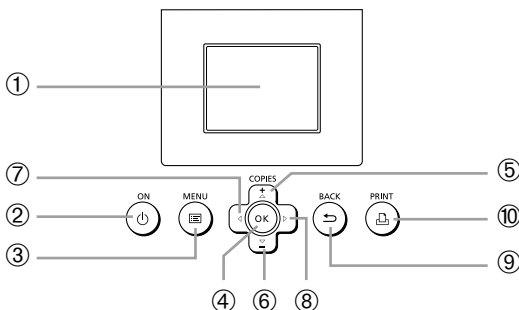 ①
⑦
COPIES
+
⑤
②
ON
MENU
OK
BACK
PRINT
⑩
③
−
⑨
④
⑥
⑧